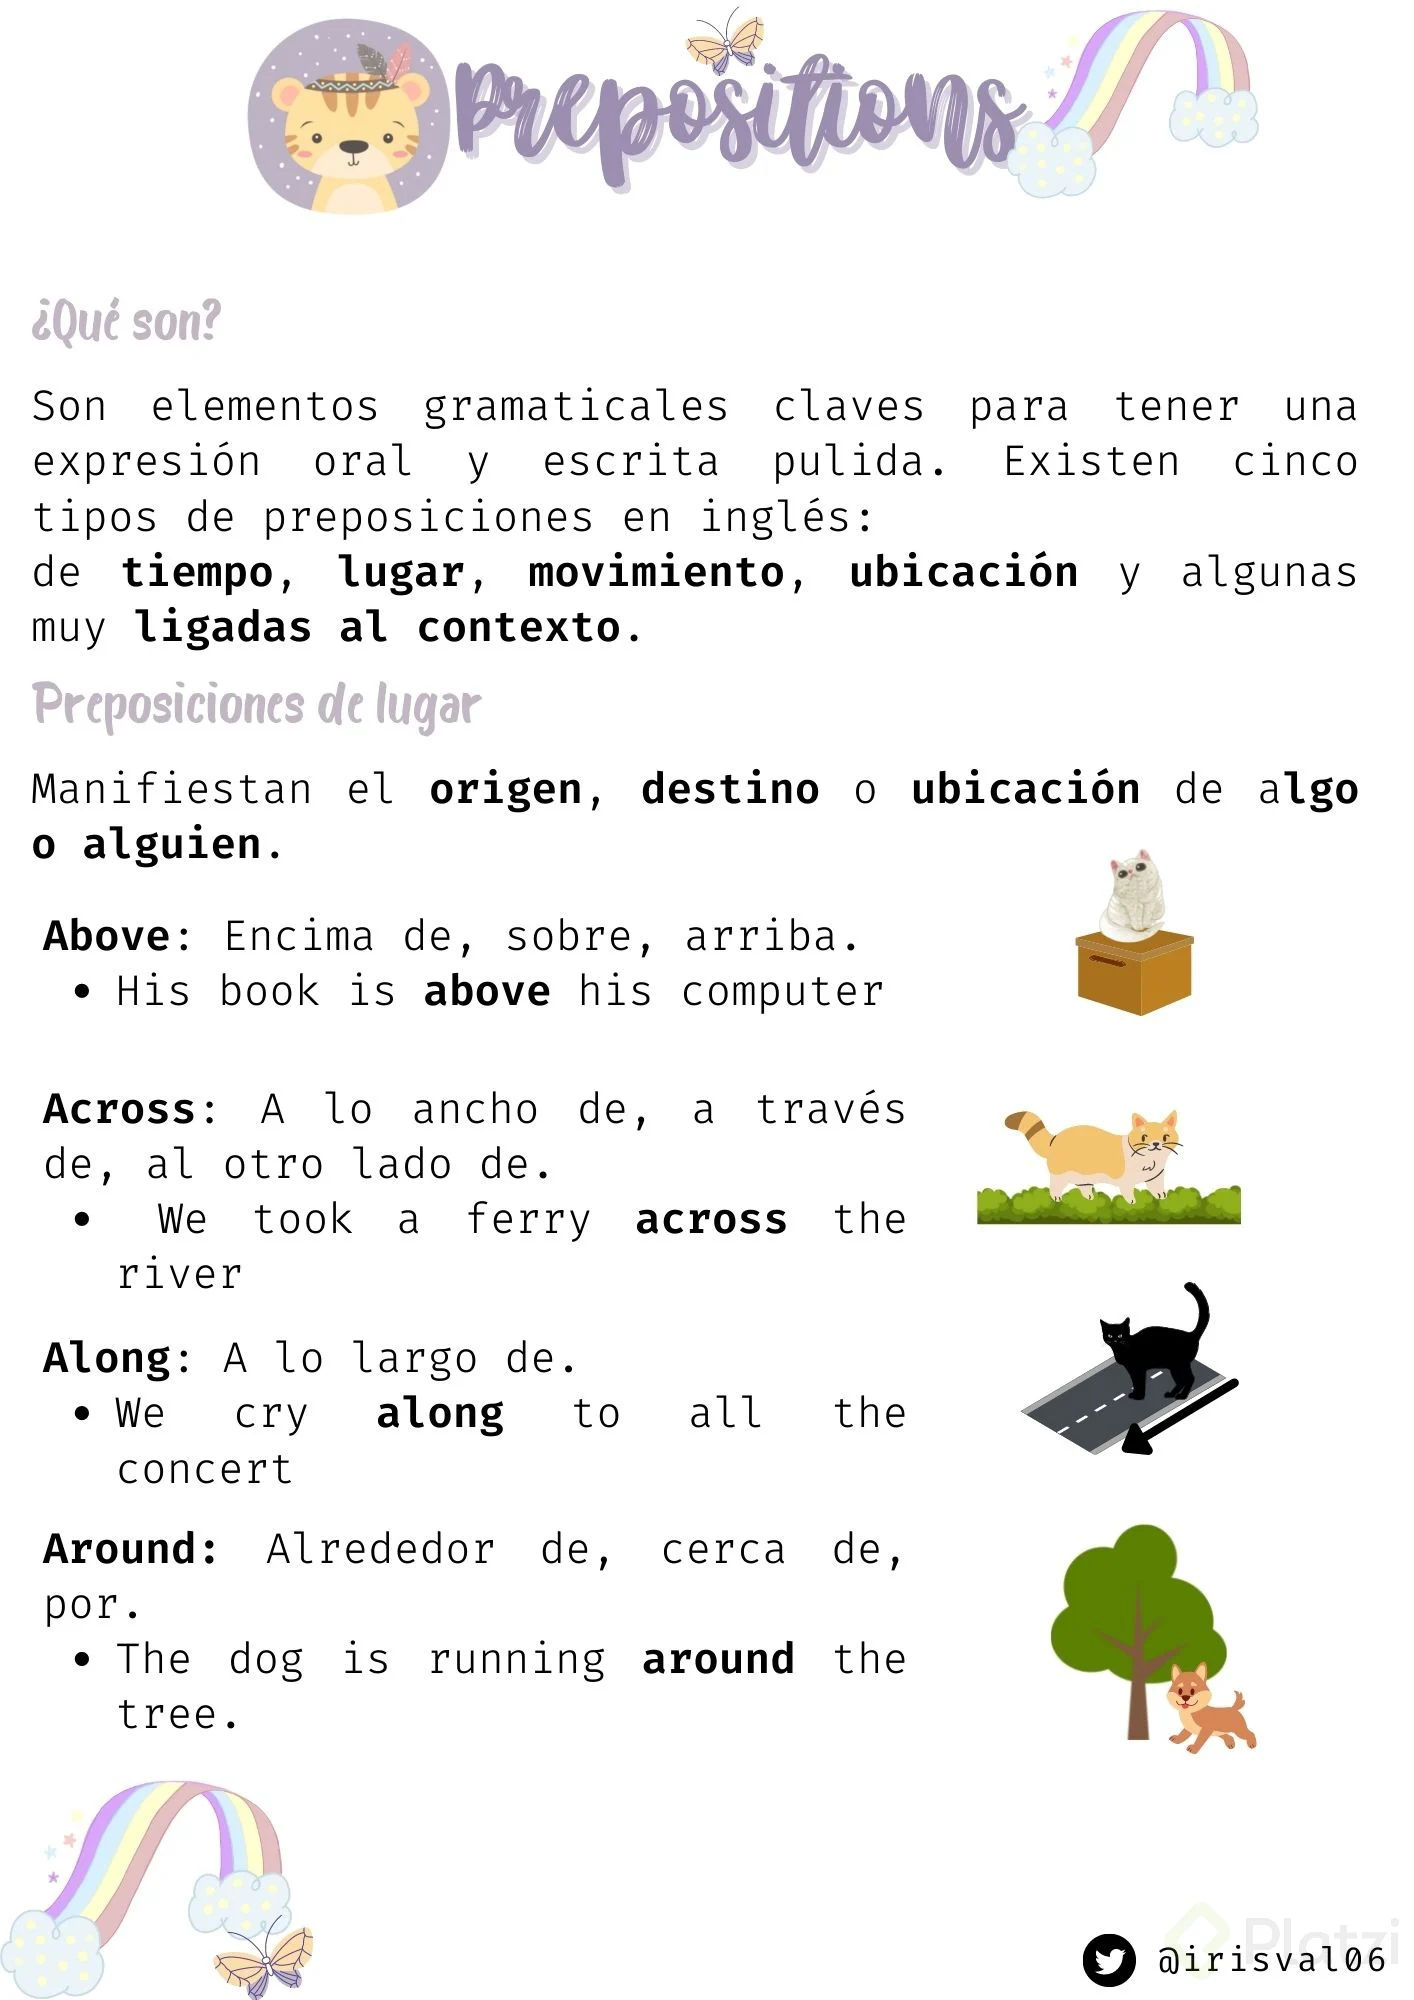 Prepositions
¿Qué son?
Son elementos gramaticales claves para tener una
expresión oral y escrita pulida. Existen cinco
tipos de preposiciones en inglés:
de tiempo, lugar, movimiento, ubicación y algunas
muy ligadas al contexto.
Preposiciones de lugar
Manifiestan el origen, destino o ubicación de algo
o alguien.
Above: Encima de, sobre, arriba.
• His book is above his computer
Across: A lo ancho de, a través
de, al otro lado de.
• We took a ferry across the
river
Along: A lo largo de.
• We cry along to all the
concert
Around: Alrededor de, cerca de,
por.
• The dog is running around the
tree.
Platzi
@irisval06